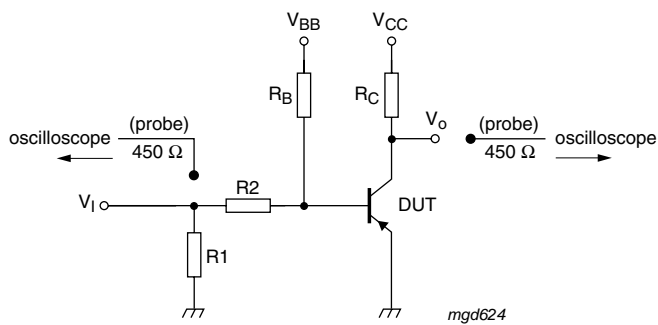 V_BB V_CC
R_B R_C
(probe) V_o (probe)
oscilloscope oscilloscope
450 Ω 450 Ω
R2 DUT
V_I
R1
mgd624